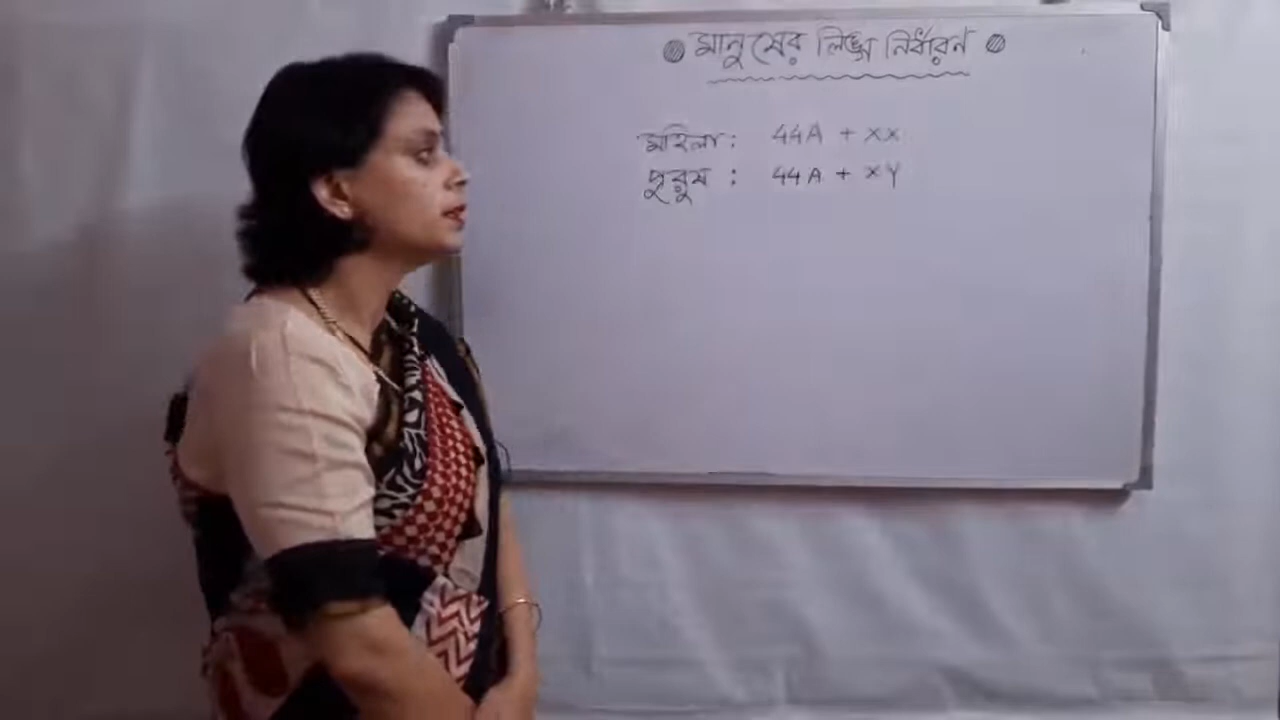 মানুষের লিঙ্গ নির্ধারণ
মহিলা : 44A + XX
পুরুষ : 44A + XY